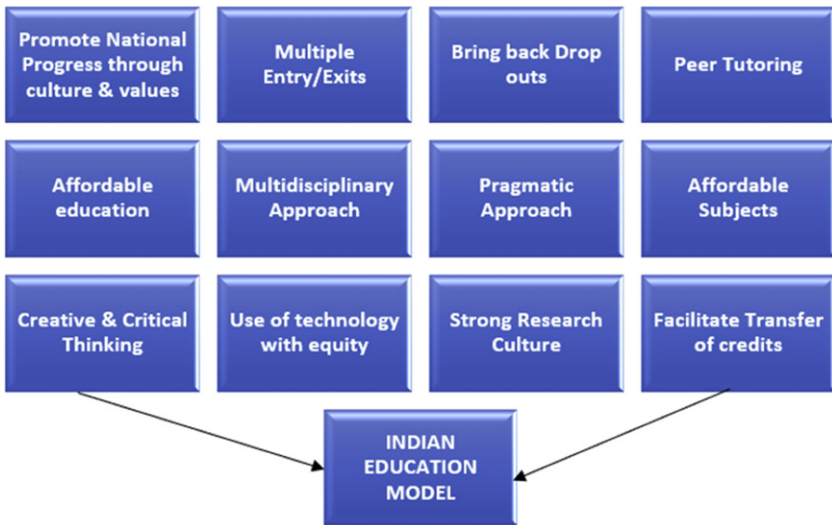 Promote National
Progress through
culture & values
Multiple
Entry/Exits
Bring back Drop
outs
Peer Tutoring
Affordable
education
Multidisciplinary
Approach
Pragmatic
Approach
Affordable
Subjects
Creative & Critical
Thinking
Use of technology
with equity
Strong Research
Culture
Facilitate Transfer
of credits
INDIAN
EDUCATION
MODEL